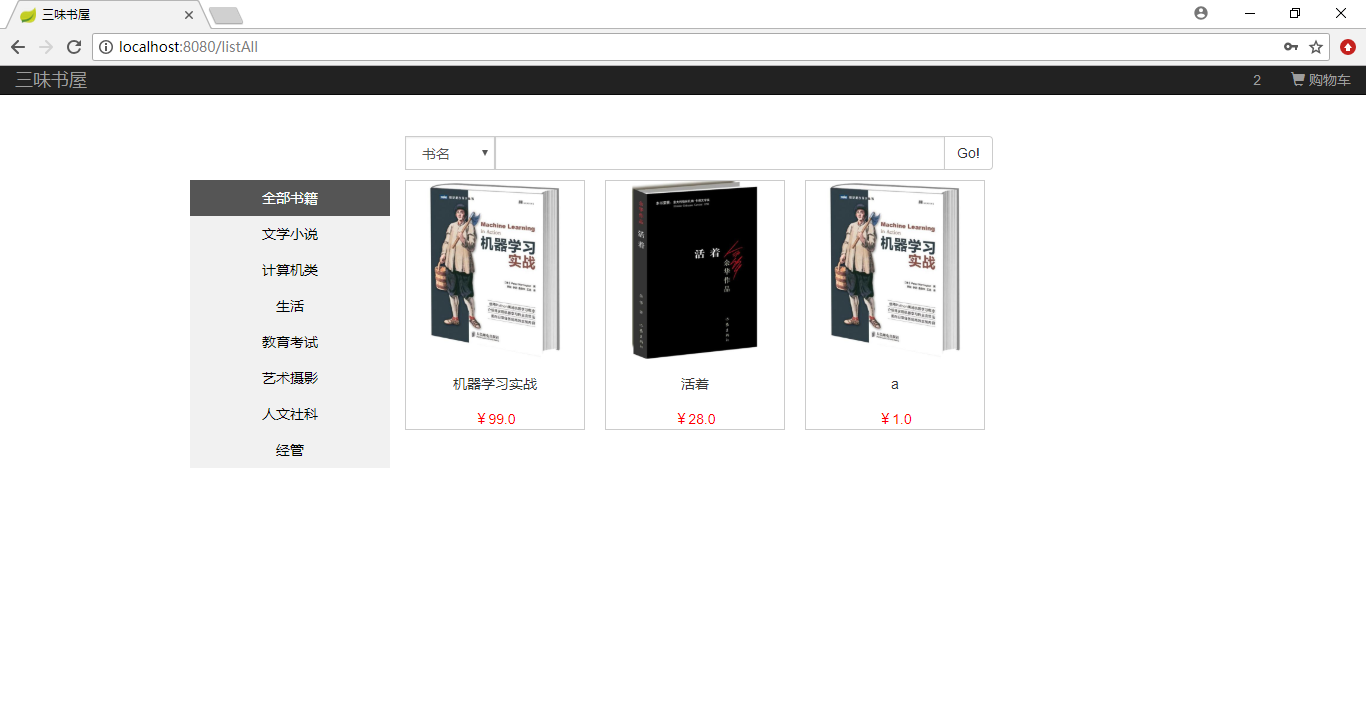 三味书屋
localhost:8080/listAll
三味书屋
2
购物车
书名
Go!
全部书籍
文学小说
计算机类
生活
教育考试
艺术摄影
人文社科
经管
Machine Learning
in Action
机器学习
实战
机器学习实战
￥99.0
活着
活 着
余华作品
活着
￥28.0
Machine Learning
in Action
机器学习
实战
a
￥1.0